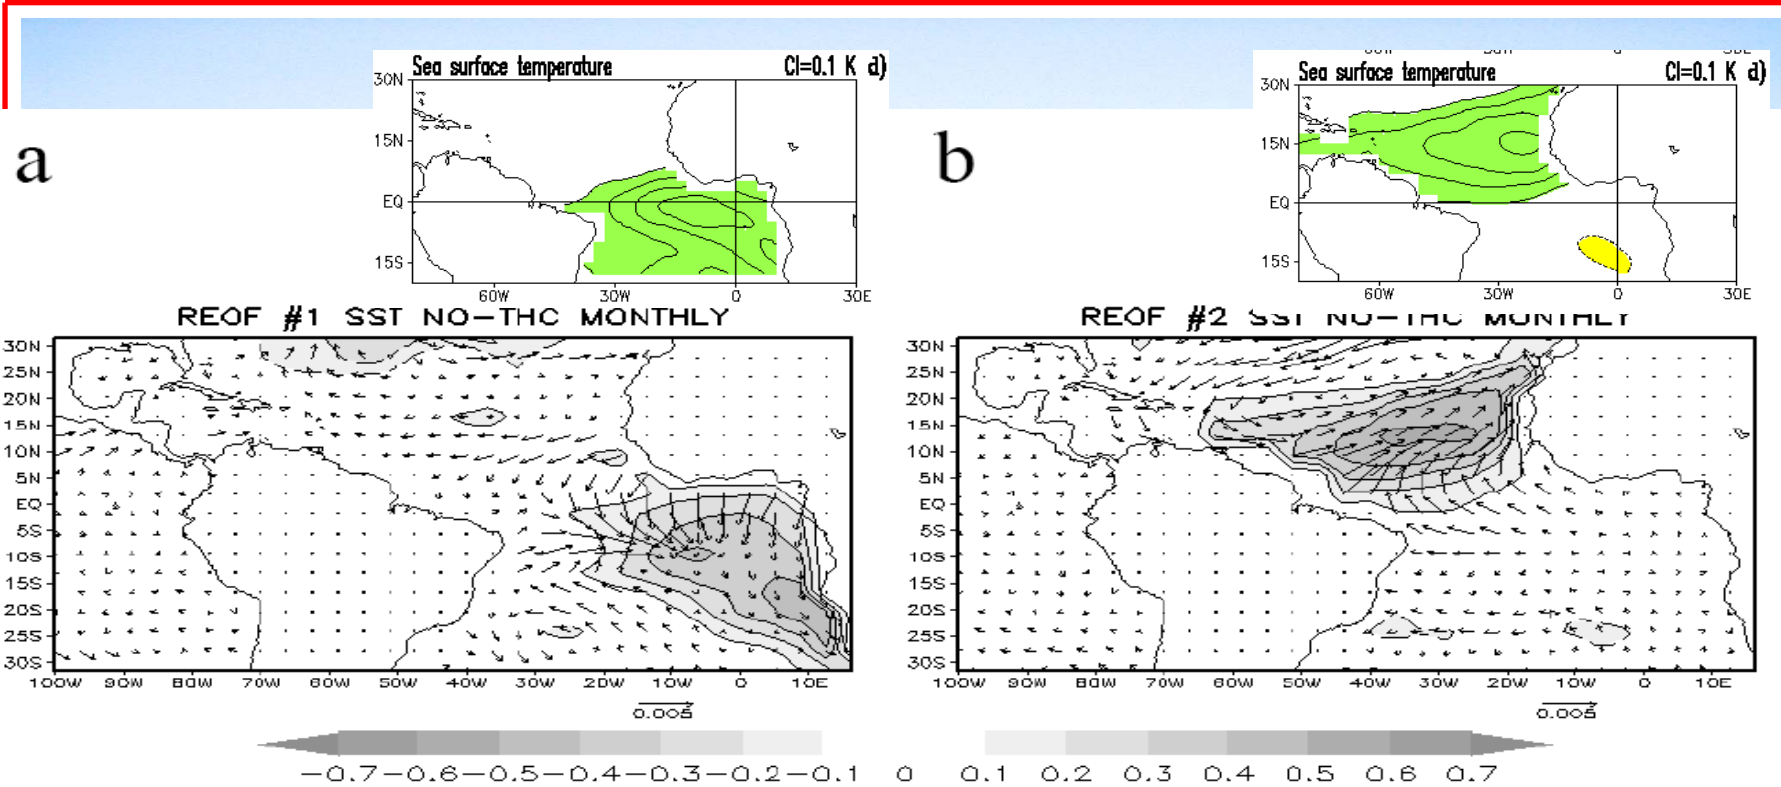 Sea surface temperature CI=0.1 K d)
30N
15N
EQ
15S
60W 30W 0 30E
a
REOF #1 SST NO-THC MONTHLY
30N
25N
20N
15N
10N
5N
EQ
5S
10S
15S
20S
25S
30S
100W 90W 80W 70W 60W 50W 40W 30W 20W 10W 0 10E
0.005
Sea surface temperature CI=0.1 K d)
30N
15N
EQ
15S
60W 30W 0 30E
b
REOF #2 SST NO-THC MONTHLY
30N
25N
20N
15N
10N
5N
EQ
5S
10S
15S
20S
25S
30S
100W 90W 80W 70W 60W 50W 40W 30W 20W 10W 0 10E
0.005
-0.7 -0.6 -0.5 -0.4 -0.3 -0.2 -0.1 0 0.1 0.2 0.3 0.4 0.5 0.6 0.7